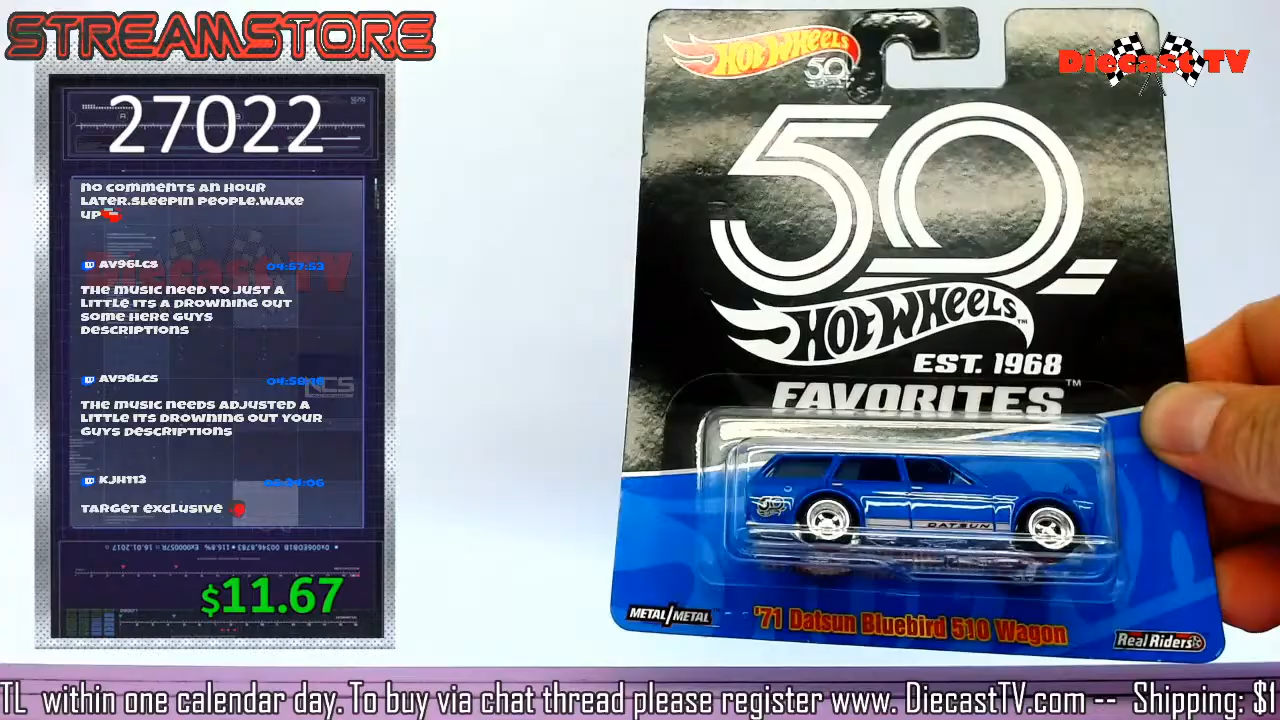 STREAMSTORE
27022
NO COMMENTS AN HOUR
LATER.SLEEPIN PEOPLE.WAKE
UP
AV96LCS 04:57:53
THE MUSIC NEED TO JUST A
LITTLE ITS A DROWNING OUT
SOME HERE GUYS
DESCRIPTIONS
AV96LCS
THE MUSIC NEEDS ADJUSTED A
LITTLE ITS DROWNING OUT YOUR
GUYS DESCRIPTIONS
KJH113
TARGET EXCLUSIVE
$11.67
HOT WHEELS
50
Diecast TV
50
HOT WHEELS™
EST. 1968
FAVORITES™
DATSUN
METAL/METAL
'71 Datsun Bluebird 510 Wagon
Real Riders
TL within one calendar day. To buy via chat thread please register www. DiecastTV.com -- Shipping: $1